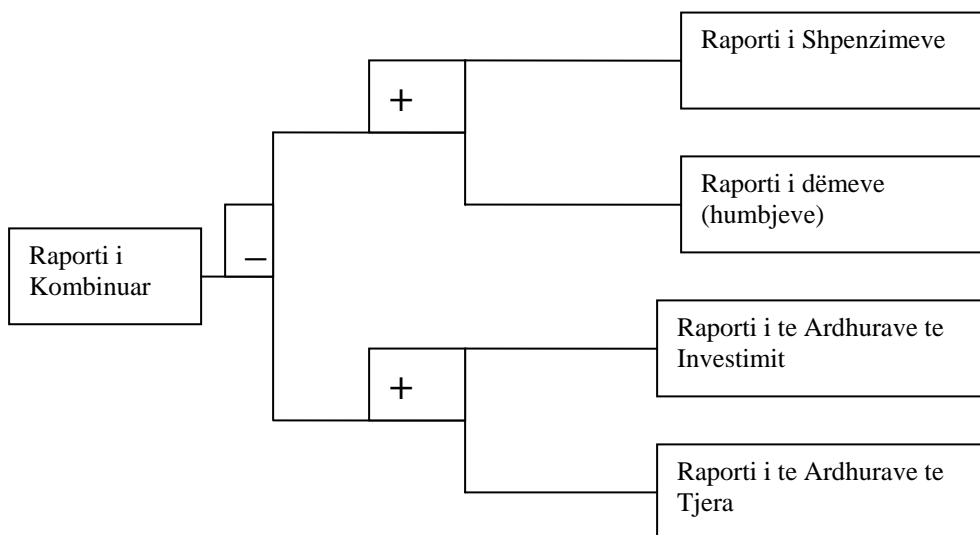 Raporti i Shpenzimeve
+
Raporti i dëmeve
(humbjeve)
Raporti i
Kombinuar
–
Raporti i te Ardhurave te
Investimit
+
Raporti i te Ardhurave te
Tjera